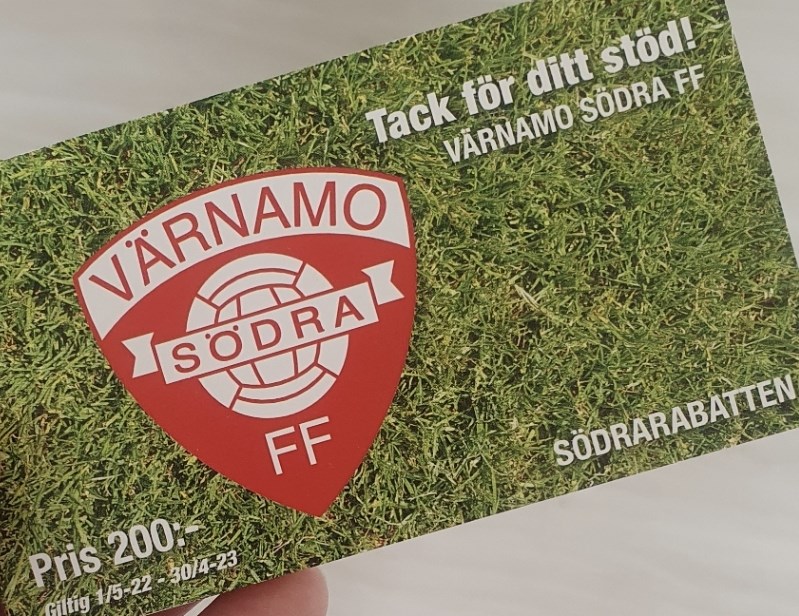 Tack för ditt stöd!
VÄRNAMO SÖDRA FF
VÄRNAMO
SÖDRA
FF
SÖDRARABATTEN
Pris 200:-
Giltig 1/5-22 - 30/4-23